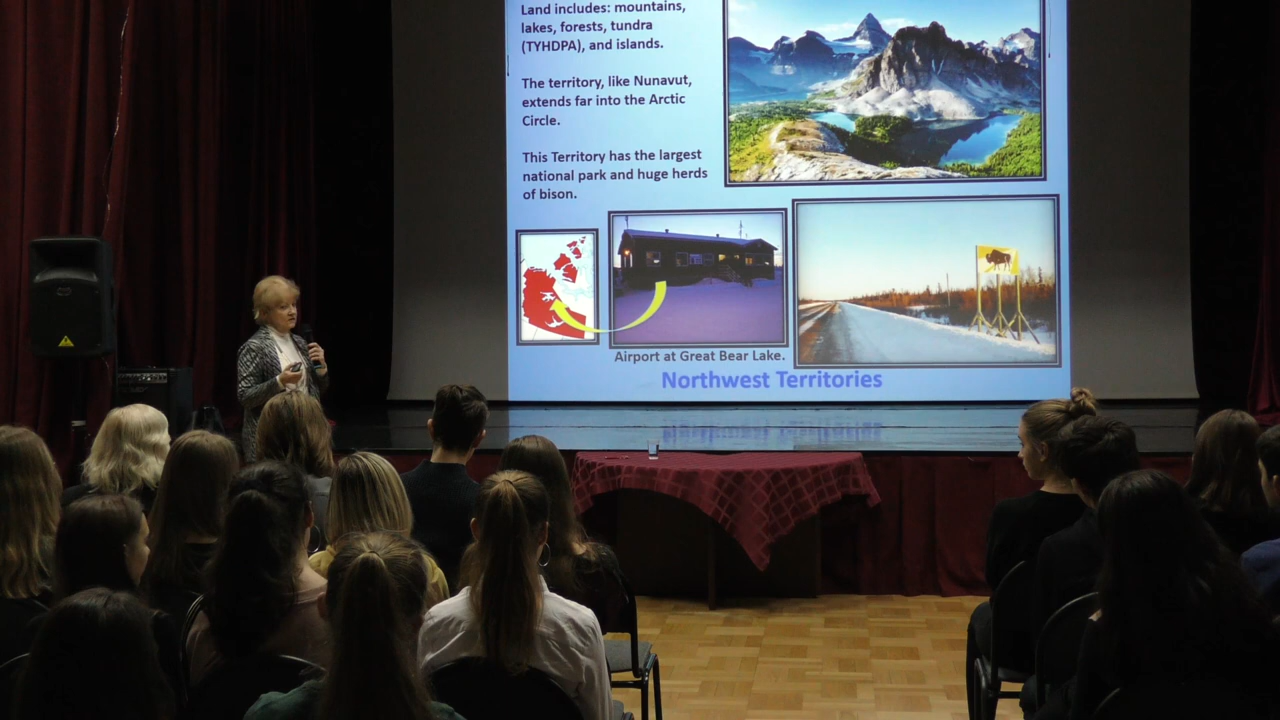 Land includes: mountains,
lakes, forests, tundra
(TYHDPA), and islands.
The territory, like Nunavut,
extends far into the Arctic
Circle.
This Territory has the largest
national park and huge herds
of bison.
Airport at Great Bear Lake.
Northwest Territories